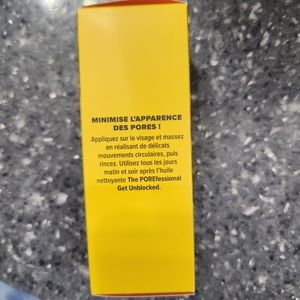 MINIMISE L'APPARENCE
DES PORES !
Appliquez sur le visage et massez
en réalisant de délicats
mouvements circulaires, puis
rincez. Utilisez tous les jours
matin et soir après l'huile
nettoyante The POREfessional
Get Unblocked.